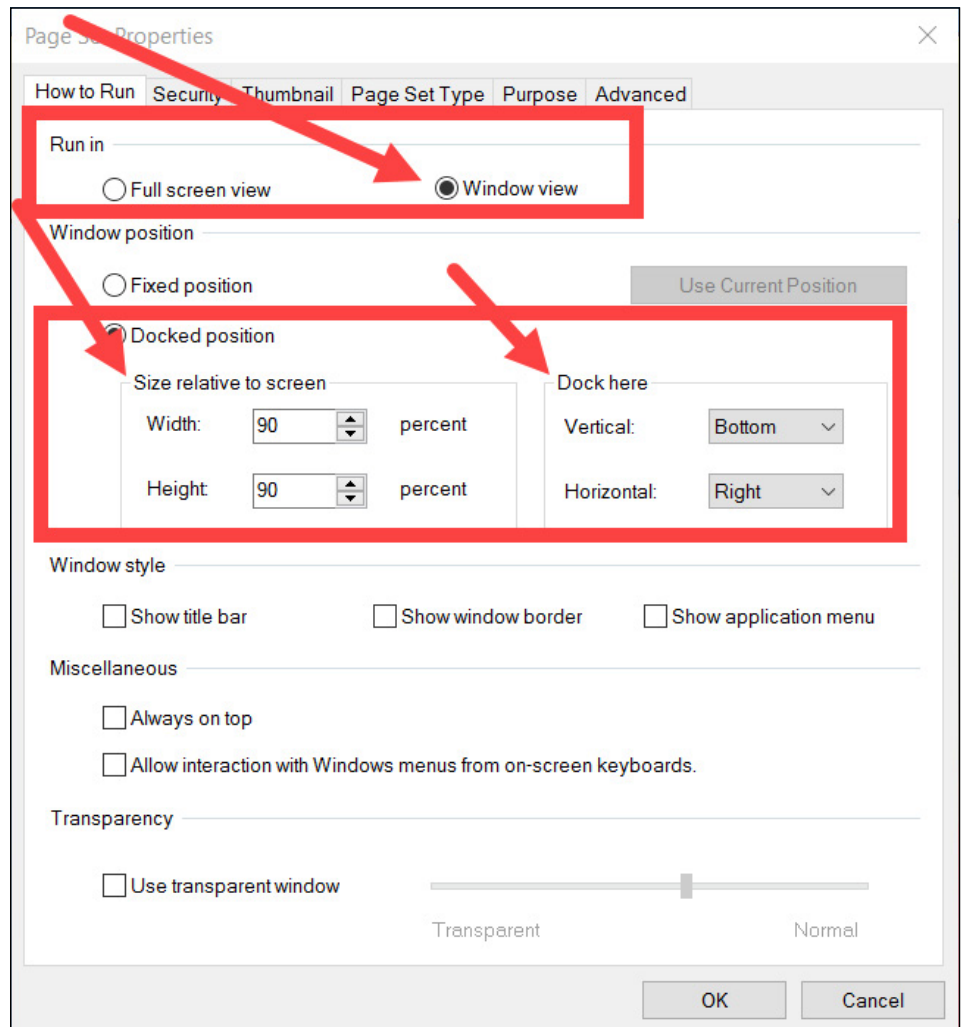 Page Set Properties
How to Run Security Thumbnail Page Set Type Purpose Advanced
Run in
Full screen view Window view
Window position
Fixed position Use Current Position
Docked position
Size relative to screen Dock here
Width: 90 percent Vertical: Bottom
Height: 90 percent Horizontal: Right
Window style
Show title bar Show window border Show application menu
Miscellaneous
Always on top
Allow interaction with Windows menus from on-screen keyboards.
Transparency
Use transparent window
Transparent Normal
OK Cancel